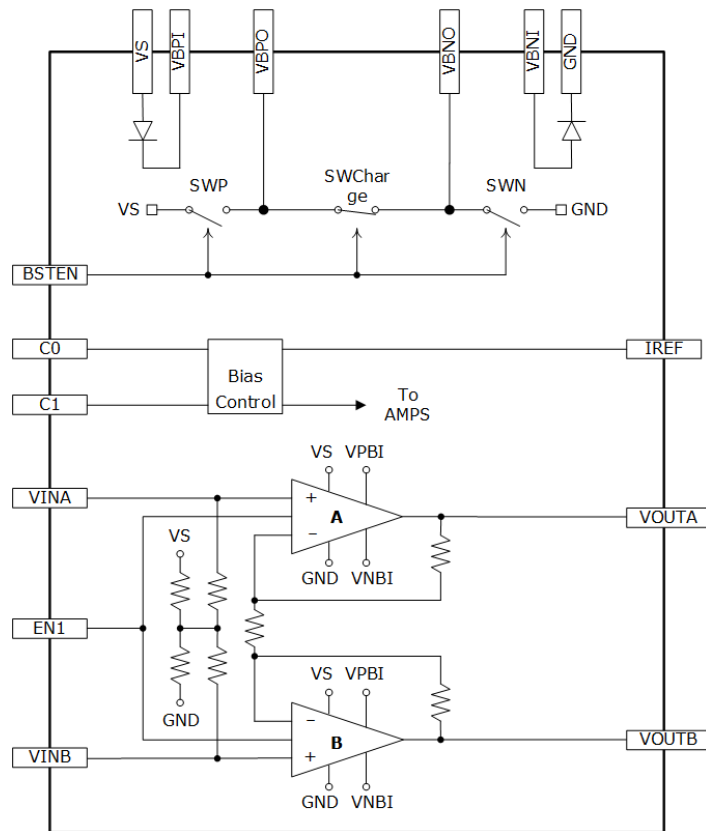 VS
VBPI
VBPO
VBNO
VBNI
GND
SWP
SWChar
ge
SWN
VS
GND
BSTEN
C0
IREF
Bias
Control
C1
To
AMPS
VS
VPBI
VINA
+
A
−
VOUTA
VS
GND
VNBI
EN1
VS
VPBI
GND
−
B
+
VOUTB
VINB
GND
VNBI